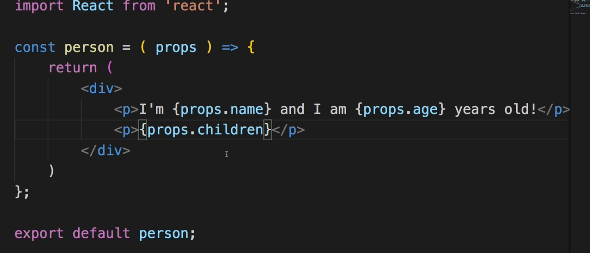 import React from 'react';
const person = ( props ) => {
return (
<div>
<p>I'm {props.name} and I am {props.age} years old!</p>
<p>{props.children}</p>
</div>
)
};
export default person;